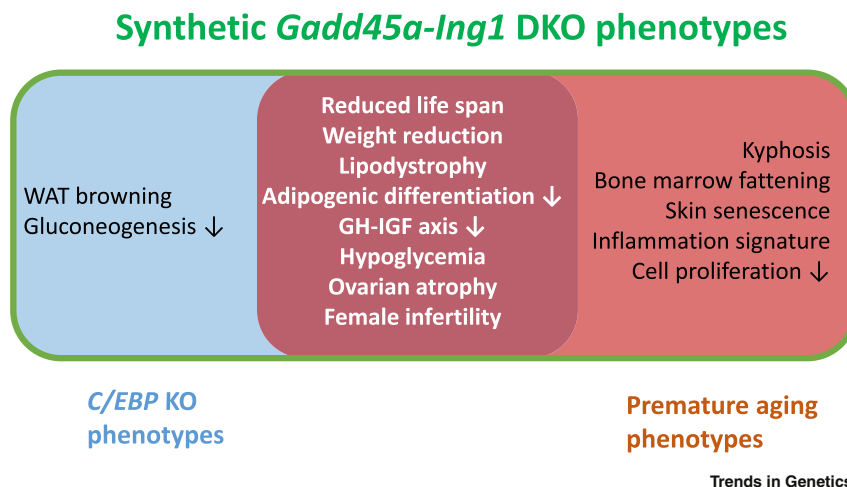 Synthetic Gadd45a-Ing1 DKO phenotypes
WAT browning
Gluconeogenesis ↓
Reduced life span
Weight reduction
Lipodystrophy
Adipogenic differentiation ↓
GH-IGF axis ↓
Hypoglycemia
Ovarian atrophy
Female infertility
Kyphosis
Bone marrow fattening
Skin senescence
Inflammation signature
Cell proliferation ↓
C/EBP KO
phenotypes
Premature aging
phenotypes
Trends in Genetics